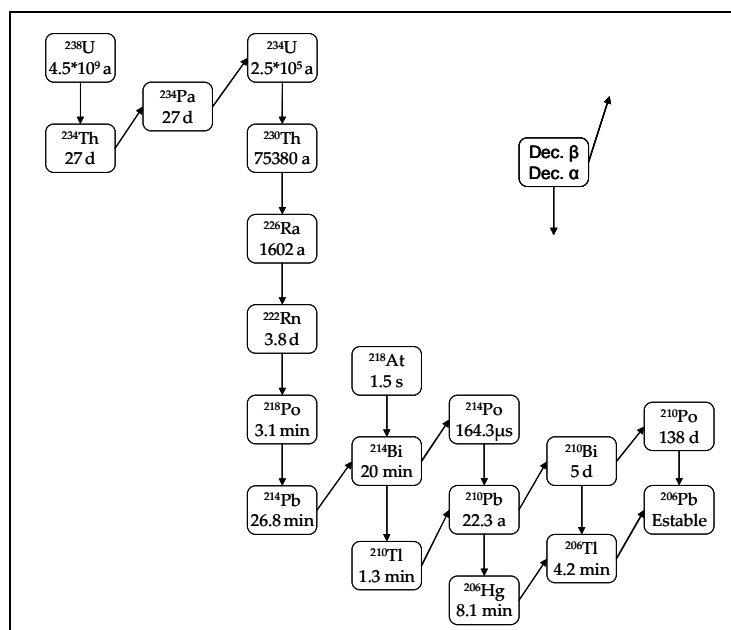 ²³⁸U
4.5*10⁹ a
²³⁴Th
27 d
²³⁴Pa
27 d
²³⁴U
2.5*10⁵ a
²³⁰Th
75380 a
²²⁶Ra
1602 a
²²²Rn
3.8 d
²¹⁸Po
3.1 min
²¹⁴Pb
26.8 min
²¹⁸At
1.5 s
²¹⁴Bi
20 min
²¹⁰Tl
1.3 min
²¹⁴Po
164.3µs
²¹⁰Pb
22.3 a
²⁰⁶Hg
8.1 min
²¹⁰Bi
5 d
²⁰⁶Tl
4.2 min
²¹⁰Po
138 d
²⁰⁶Pb
Estable
Dec. β
Dec. α